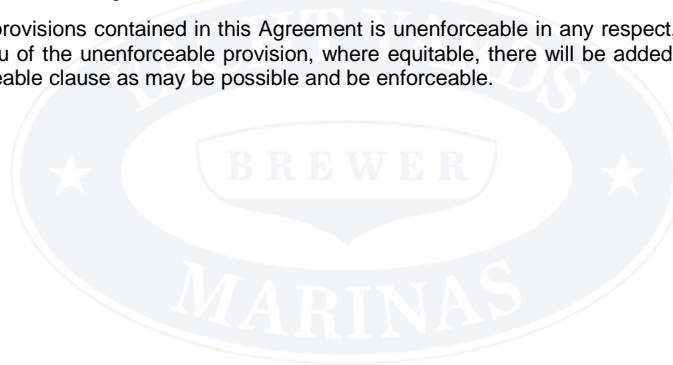 provisions contained in this Agreement is unenforceable in any respect,
u of the unenforceable provision, where equitable, there will be added
eable clause as may be possible and be enforceable.
YARDS
BREWER
MARINAS